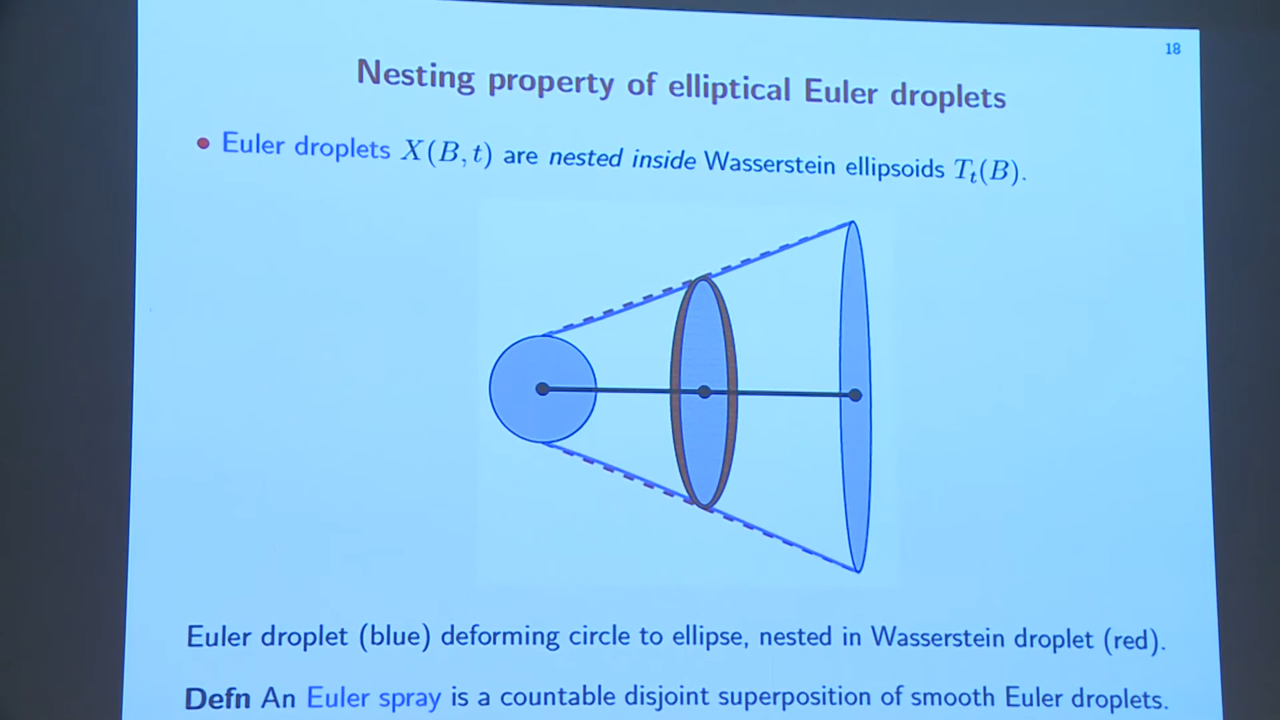 18
Nesting property of elliptical Euler droplets
• Euler droplets X(B, t) are nested inside Wasserstein ellipsoids Tₜ(B).
Euler droplet (blue) deforming circle to ellipse, nested in Wasserstein droplet (red).
Defn An Euler spray is a countable disjoint superposition of smooth Euler droplets.